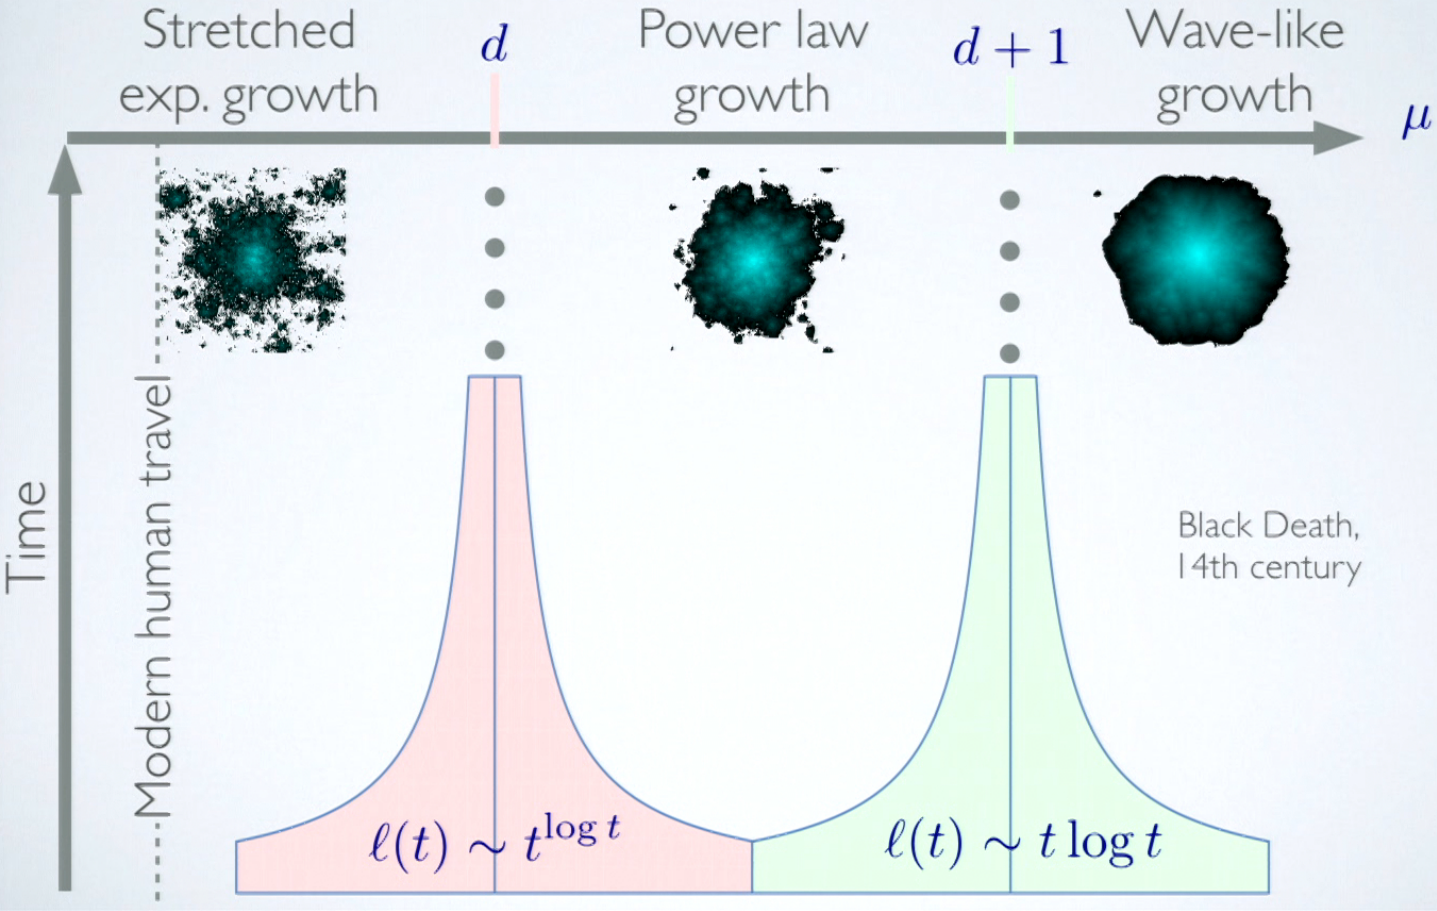 Stretched
exp. growth
d
Power law
growth
d + 1
Wave-like
growth
μ
Time
Modern human travel
Black Death,
14th century
ℓ(t) ∼ t^{log t}
ℓ(t) ∼ t log t